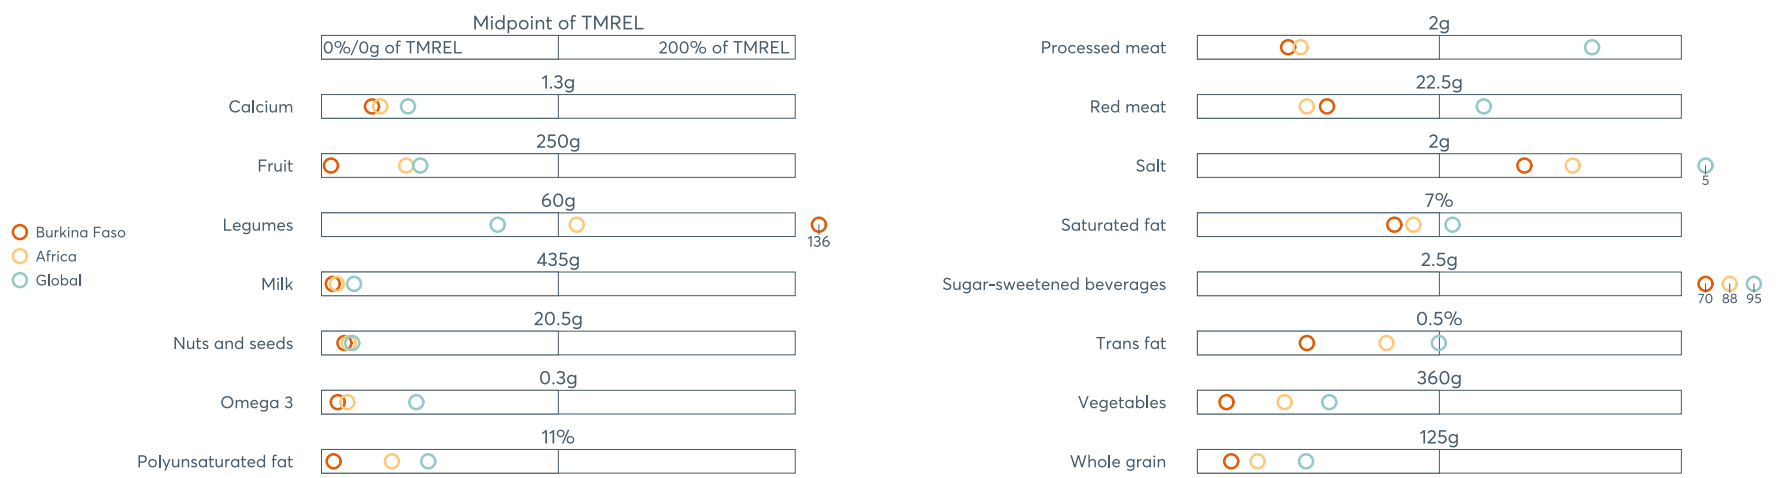 Midpoint of TMREL
0%/0g of TMREL 200% of TMREL
1.3g
Calcium
250g
Fruit
60g
Legumes
136
435g
Milk
20.5g
Nuts and seeds
0.3g
Omega 3
11%
Polyunsaturated fat
Burkina Faso
Africa
Global
2g
Processed meat
22.5g
Red meat
2g
Salt
5
7%
Saturated fat
2.5g
Sugar-sweetened beverages
70 88 95
0.5%
Trans fat
360g
Vegetables
125g
Whole grain